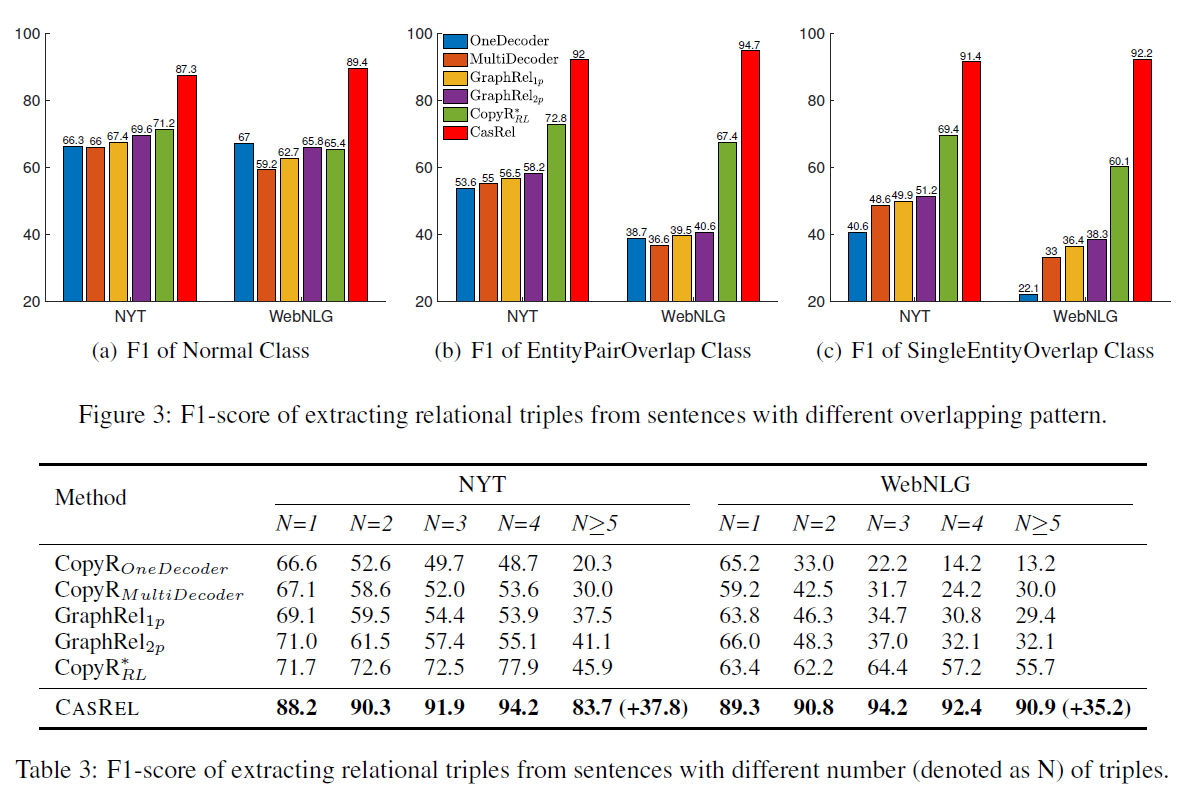 100
80
60
40
20
66.3 66 67.4 69.6 71.2 87.3
67 59.2 62.7 65.8 65.4 89.4
NYT WebNLG
(a) F1 of Normal Class
100
80
60
40
20
OneDecoder
MultiDecoder
GraphRel1p
GraphRel2p
CopyR*RL
CasRel
53.6 55 56.5 58.2 72.8 92
38.7 36.6 39.5 40.6 67.4 94.7
NYT WebNLG
(b) F1 of EntityPairOverlap Class
100
80
60
40
20
40.6 48.6 49.9 51.2 69.4 91.4
22.1 33 36.4 38.3 60.1 92.2
NYT WebNLG
(c) F1 of SingleEntityOverlap Class
Figure 3: F1-score of extracting relational triples from sentences with different overlapping pattern.
Method NYT WebNLG
N=1 N=2 N=3 N=4 N≥5 N=1 N=2 N=3 N=4 N≥5
CopyROneDecoder 66.6 52.6 49.7 48.7 20.3 65.2 33.0 22.2 14.2 13.2
CopyRMultiDecoder 67.1 58.6 52.0 53.6 30.0 59.2 42.5 31.7 24.2 30.0
GraphRel1p 69.1 59.5 54.4 53.9 37.5 63.8 46.3 34.7 30.8 29.4
GraphRel2p 71.0 61.5 57.4 55.1 41.1 66.0 48.3 37.0 32.1 32.1
CopyR*RL 71.7 72.6 72.5 77.9 45.9 63.4 62.2 64.4 57.2 55.7
CASREL 88.2 90.3 91.9 94.2 83.7 (+37.8) 89.3 90.8 94.2 92.4 90.9 (+35.2)
Table 3: F1-score of extracting relational triples from sentences with different number (denoted as N) of triples.